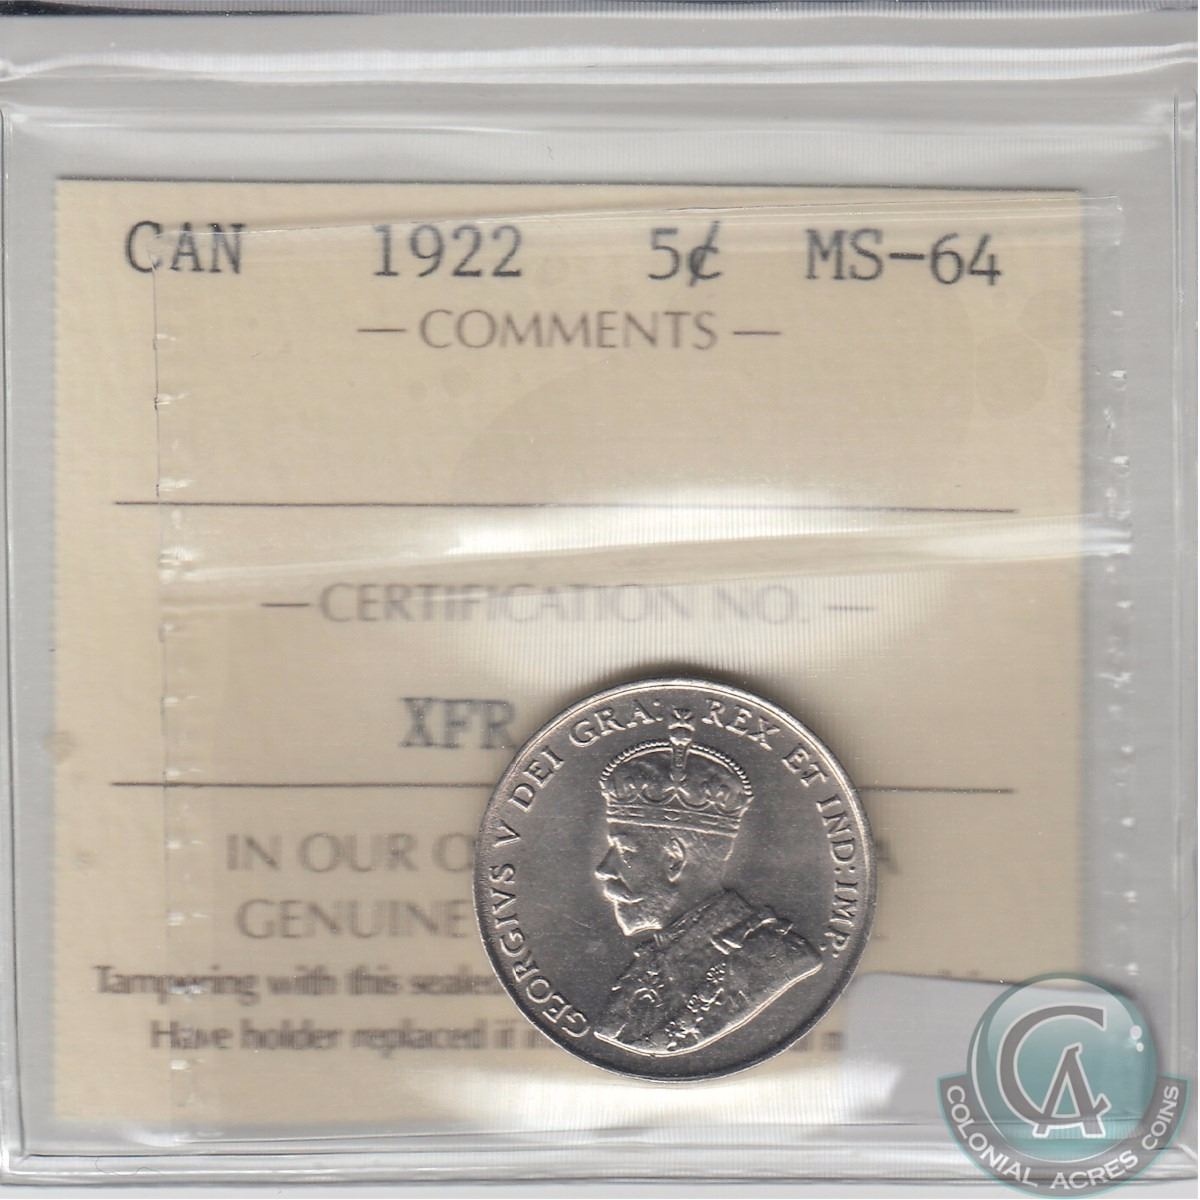 CAN 1922 5¢ MS-64
— COMMENTS —
— CERTIFICATION NO. —
XFR
GEORGIVS V DEI GRA: REX ET IND:IMP:
IN OUR
GENUINE
Tampering with this
Have holder replaced if
CA
COLONIAL ACRES COINS